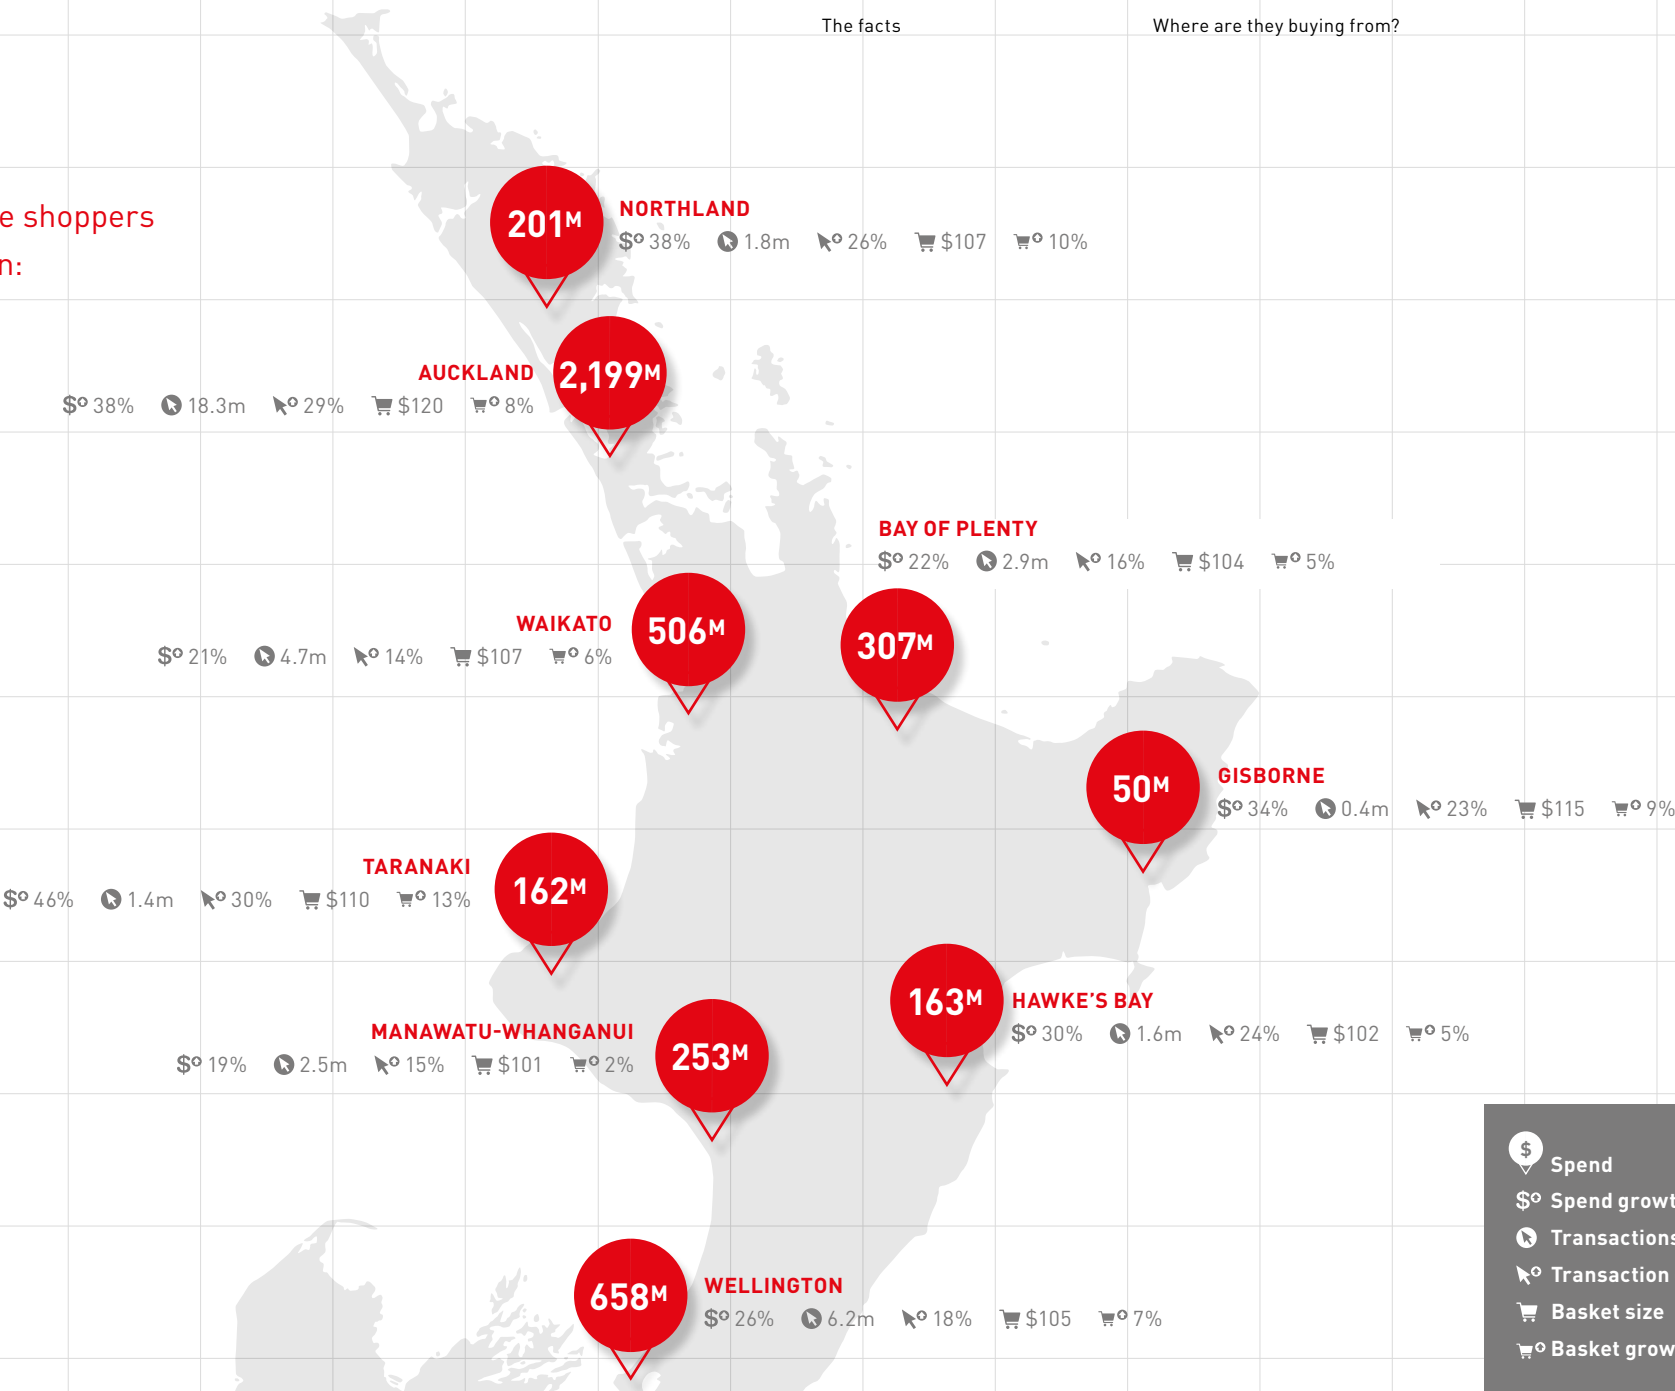 The facts
Where are they buying from?
e shoppers
n:
201M
NORTHLAND
$ 38% 1.8m 26% $107 10%
AUCKLAND
2,199M
$ 38% 18.3m 29% $120 8%
BAY OF PLENTY
$ 22% 2.9m 16% $104 5%
307M
WAIKATO
506M
$ 21% 4.7m 14% $107 6%
50M
GISBORNE
$ 34% 0.4m 23% $115 9%
TARANAKI
162M
$ 46% 1.4m 30% $110 13%
163M
HAWKE'S BAY
$ 30% 1.6m 24% $102 5%
MANAWATU-WHANGANUI
253M
$ 19% 2.5m 15% $101 2%
658M
WELLINGTON
$ 26% 6.2m 18% $105 7%
$ Spend
$ Spend growt
Transactions
Transaction
Basket size
Basket grow